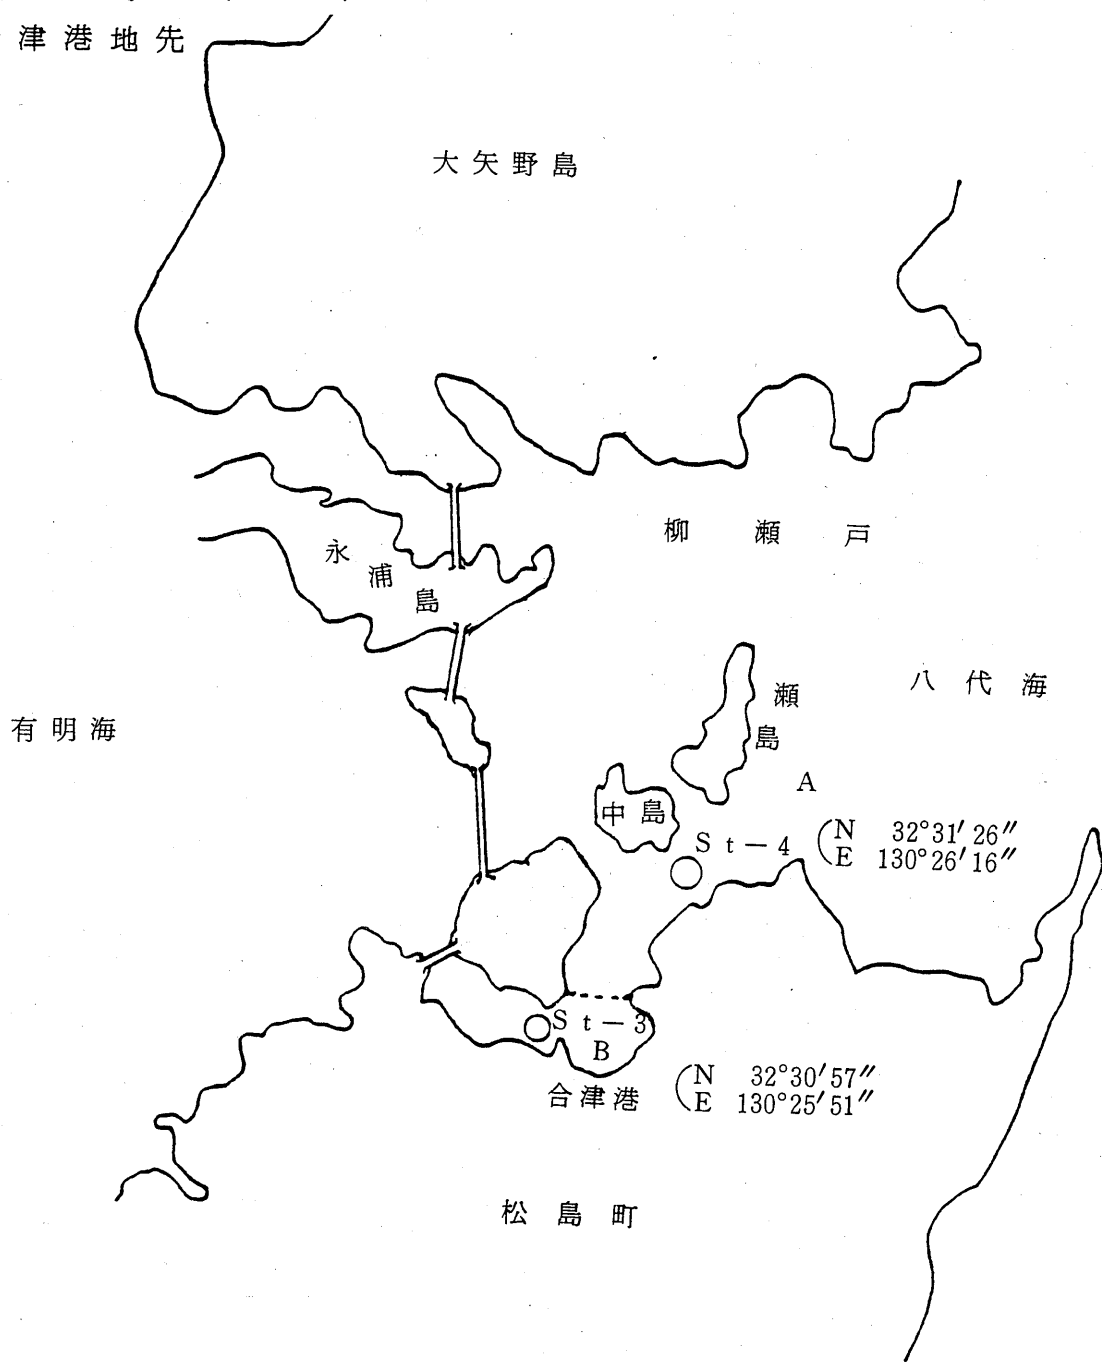 津港地先
大矢野島
柳瀬戸
永浦島
八代海
瀬島
有明海
A
中島
St-4
N 32°31′26″
E 130°26′16″
St-3
B
合津港
N 32°30′57″
E 130°25′51″
松島町